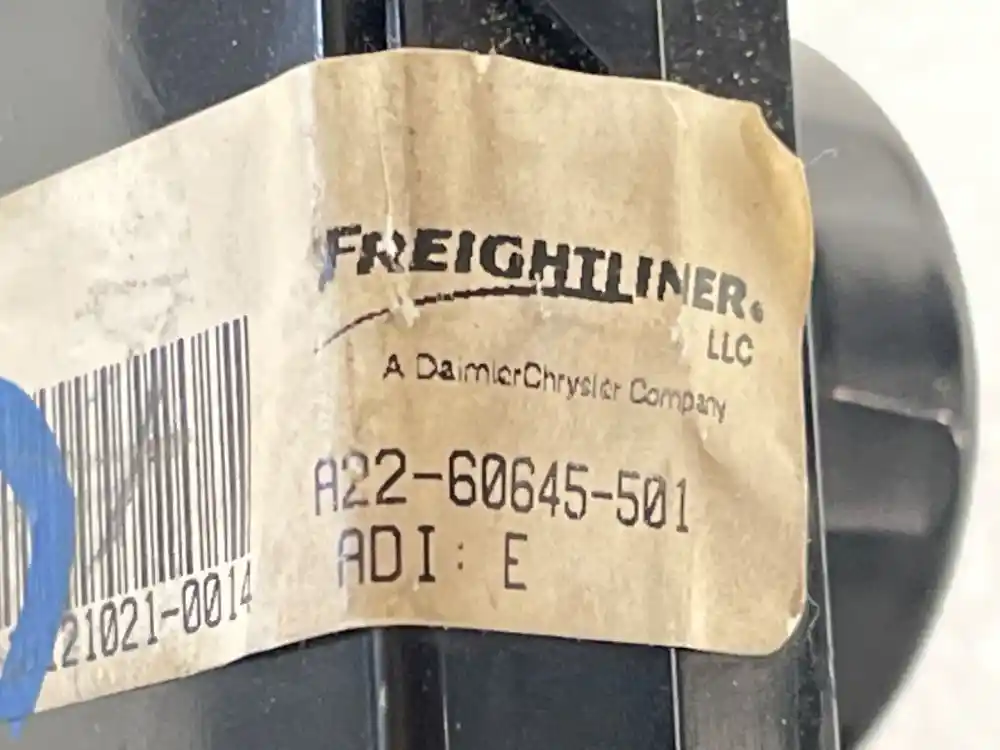 FREIGHTLINER.
LLC
A DaimlerChrysler Company
A22-60645-501
ADI: E
21021-0014